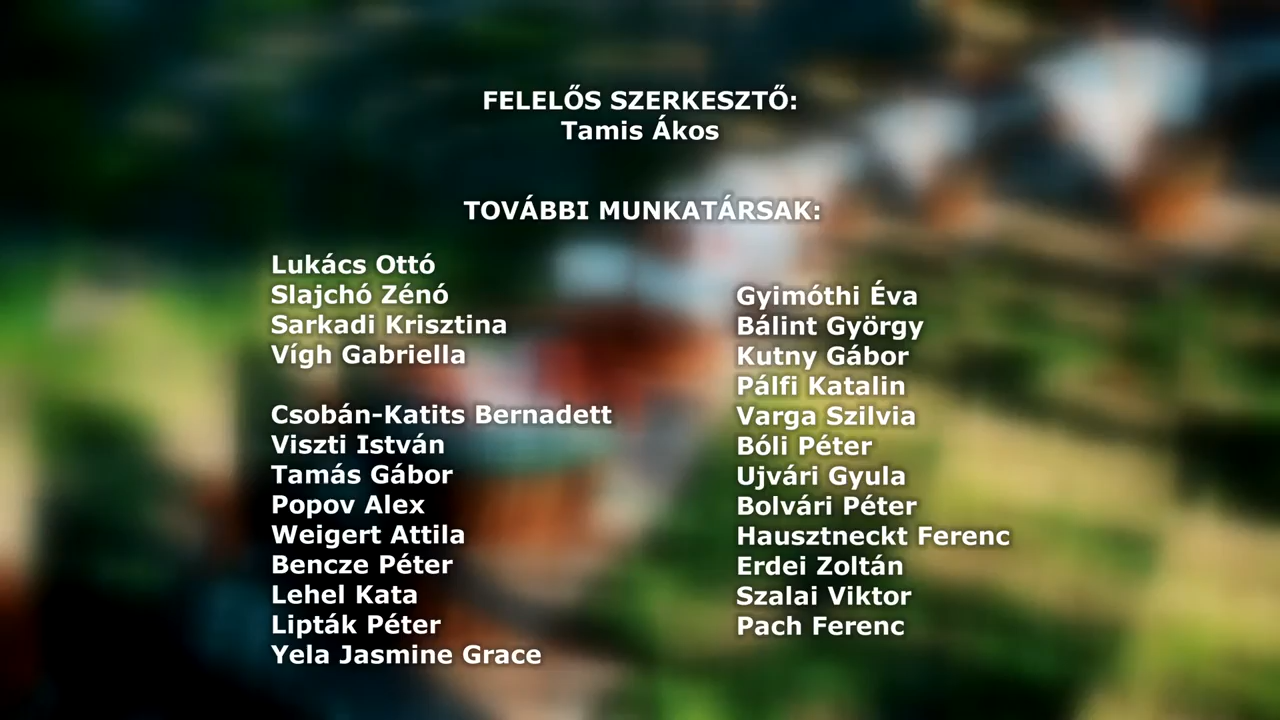 FELELŐS SZERKESZTŐ:
Tamis Ákos
TOVÁBBI MUNKATÁRSAK:
Lukács Ottó
Slajchó Zénó
Sarkadi Krisztina
Vígh Gabriella
Csobán-Katits Bernadett
Viszti István
Tamás Gábor
Popov Alex
Weigert Attila
Bencze Péter
Lehel Kata
Lipták Péter
Yela Jasmine Grace
Gyimóthi Éva
Bálint György
Kutny Gábor
Pálfi Katalin
Varga Szilvia
Bóli Péter
Ujvári Gyula
Bolvári Péter
Hausztneckt Ferenc
Erdei Zoltán
Szalai Viktor
Pach Ferenc